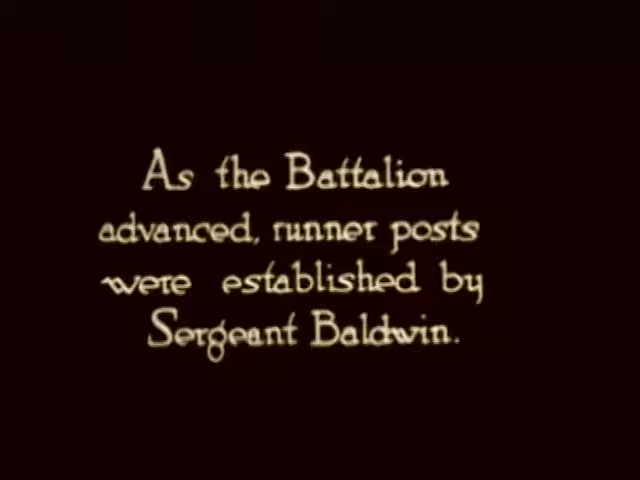 As the Battalion
advanced, runner posts
were established by
Sergeant Baldwin.